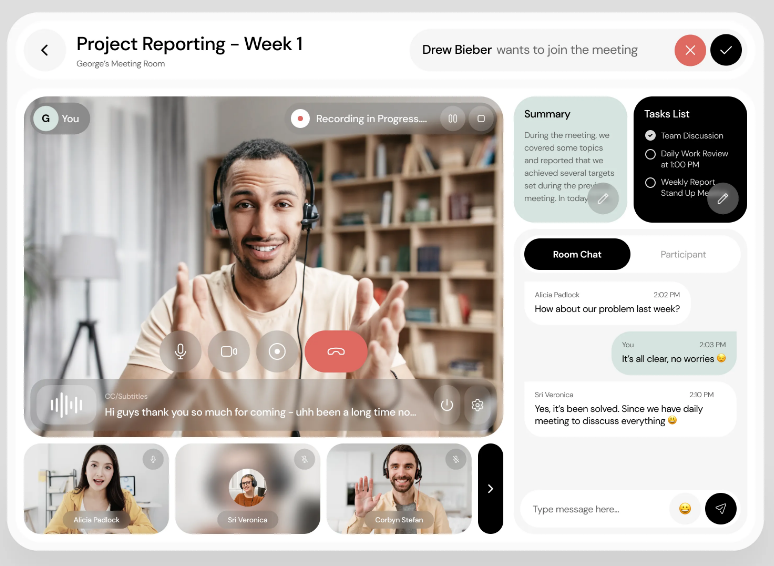 Project Reporting - Week 1
George's Meeting Room
Drew Bieber wants to join the meeting
G You
Recording in Progress....
CC/Subtitles
Hi guys thank you so much for coming - uhh been a long time no...
Alicia Padlock
Sri Veronica
Corbyn Stefan
Summary
During the meeting, we
covered some topics
and reported that we
achieved several targets
set during the previous
meeting. In today
Tasks List
Team Discussion
Daily Work Review
at 1:00 PM
Weekly Report
Stand Up
Room Chat
Participant
Alicia Padlock 2:02 PM
How about our problem last week?
You 2:03 PM
It's all clear, no worries 😏
Sri Veronica 2:10 PM
Yes, it's been solved. Since we have daily
meeting to disscuss everything 😄
Type message here...